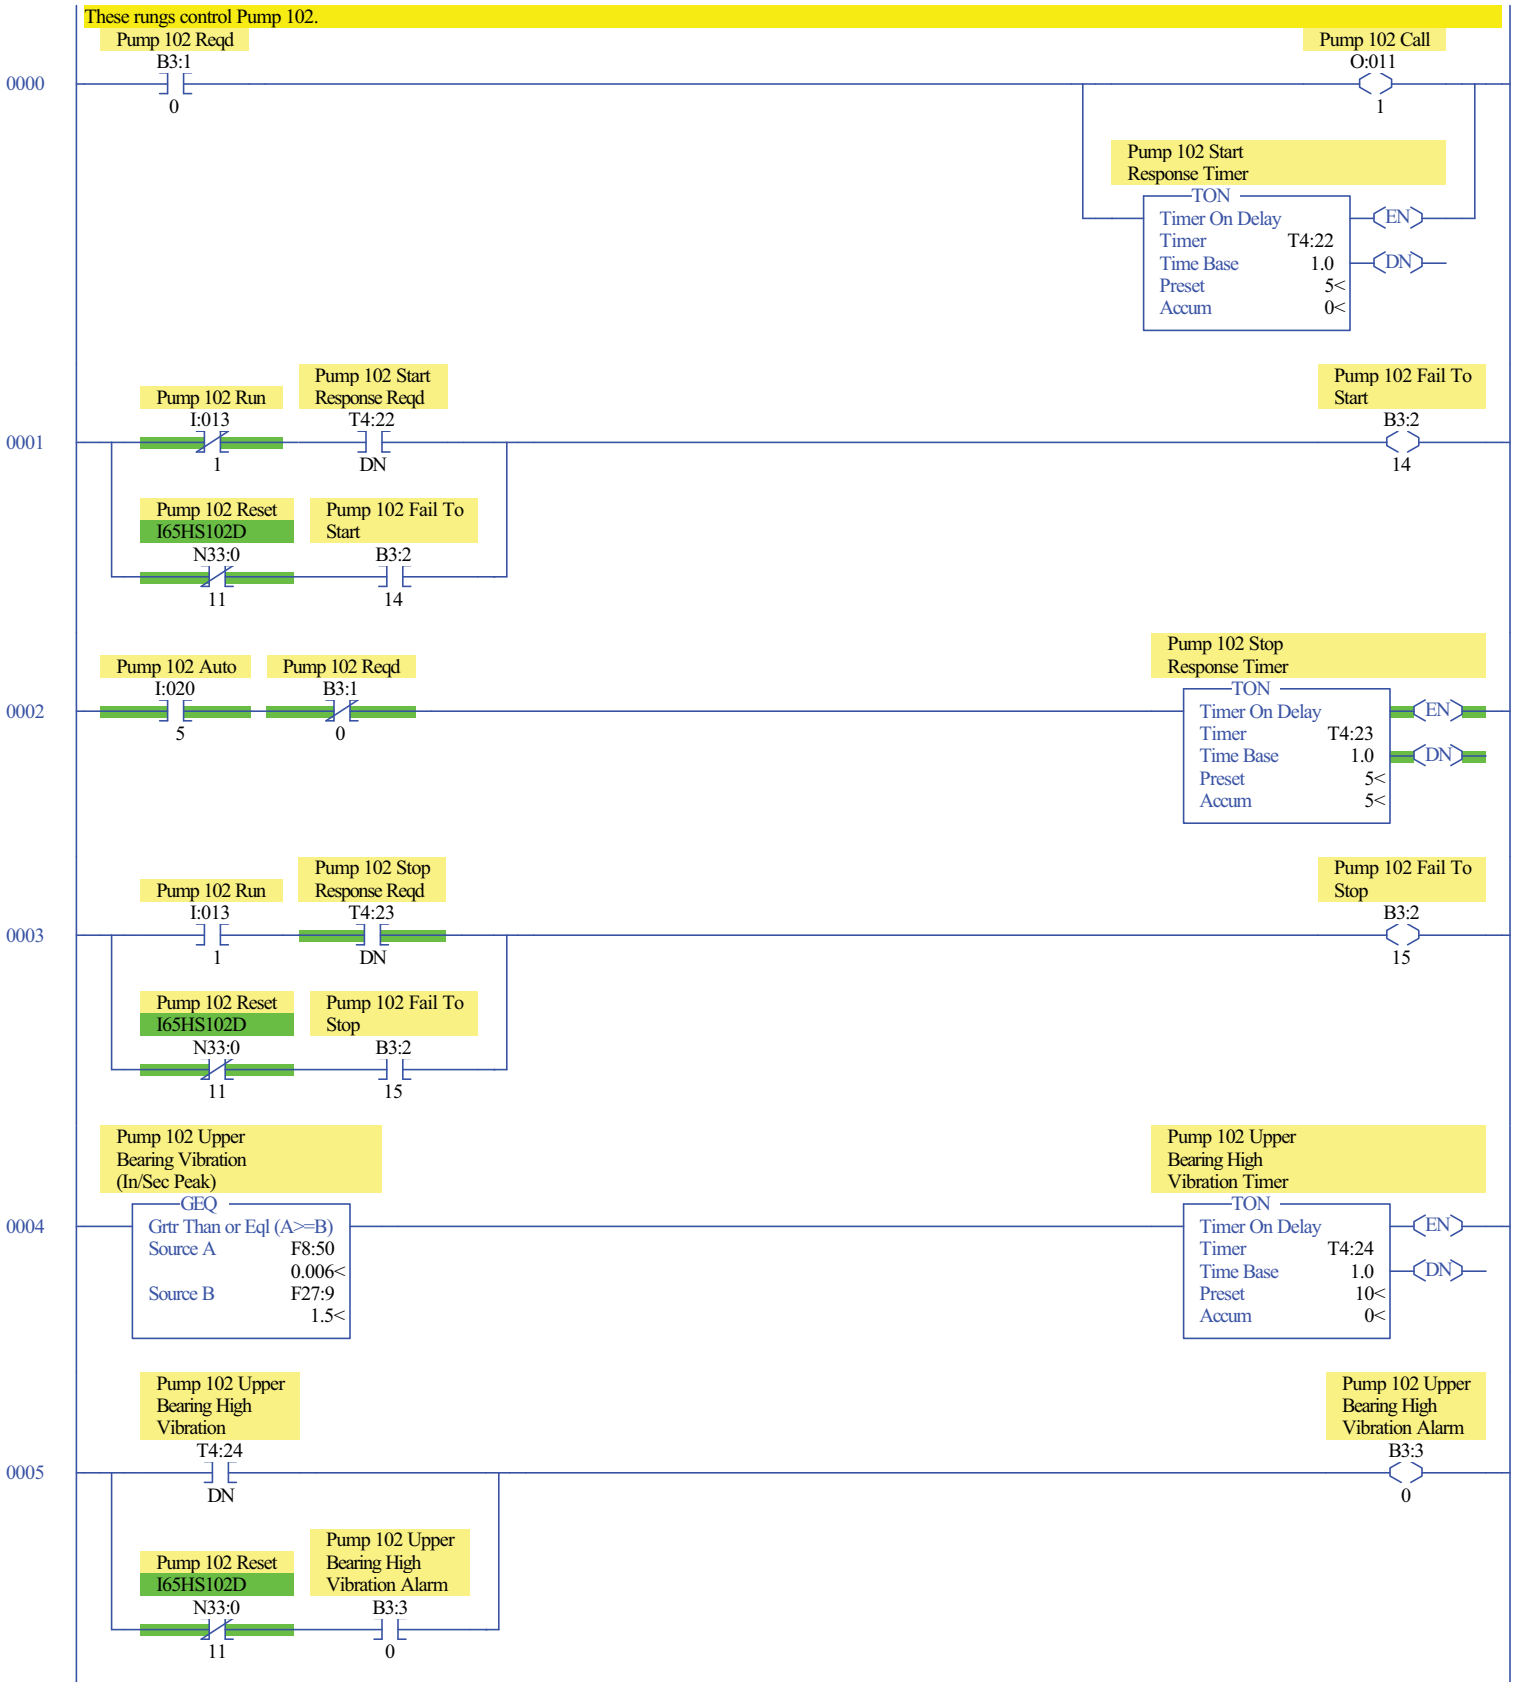 These rungs control Pump 102.
Pump 102 Reqd
B3:1
0
Pump 102 Call
O:011
1
0000
Pump 102 Start
Response Timer
TON
Timer On Delay
Timer T4:22
Time Base 1.0
Preset 5<
Accum 0<
EN
DN
0001
Pump 102 Run
I:013
1
Pump 102 Start
Response Reqd
T4:22
DN
Pump 102 Fail To
Start
B3:2
14
Pump 102 Reset
I65HS102D
N33:0
11
Pump 102 Fail To
Start
B3:2
14
0002
Pump 102 Auto
I:020
5
Pump 102 Reqd
B3:1
0
Pump 102 Stop
Response Timer
TON
Timer On Delay
Timer T4:23
Time Base 1.0
Preset 5<
Accum 5<
EN
DN
0003
Pump 102 Run
I:013
1
Pump 102 Stop
Response Reqd
T4:23
DN
Pump 102 Fail To
Stop
B3:2
15
Pump 102 Reset
I65HS102D
N33:0
11
Pump 102 Fail To
Stop
B3:2
15
0004
Pump 102 Upper
Bearing Vibration
(In/Sec Peak)
GEQ
Grtr Than or Eql (A>=B)
Source A F8:50
0.006<
Source B F27:9
1.5<
Pump 102 Upper
Bearing High
Vibration Timer
TON
Timer On Delay
Timer T4:24
Time Base 1.0
Preset 10<
Accum 0<
EN
DN
0005
Pump 102 Upper
Bearing High
Vibration
T4:24
DN
Pump 102 Upper
Bearing High
Vibration Alarm
B3:3
0
Pump 102 Reset
I65HS102D
N33:0
11
Pump 102 Upper
Bearing High
Vibration Alarm
B3:3
0